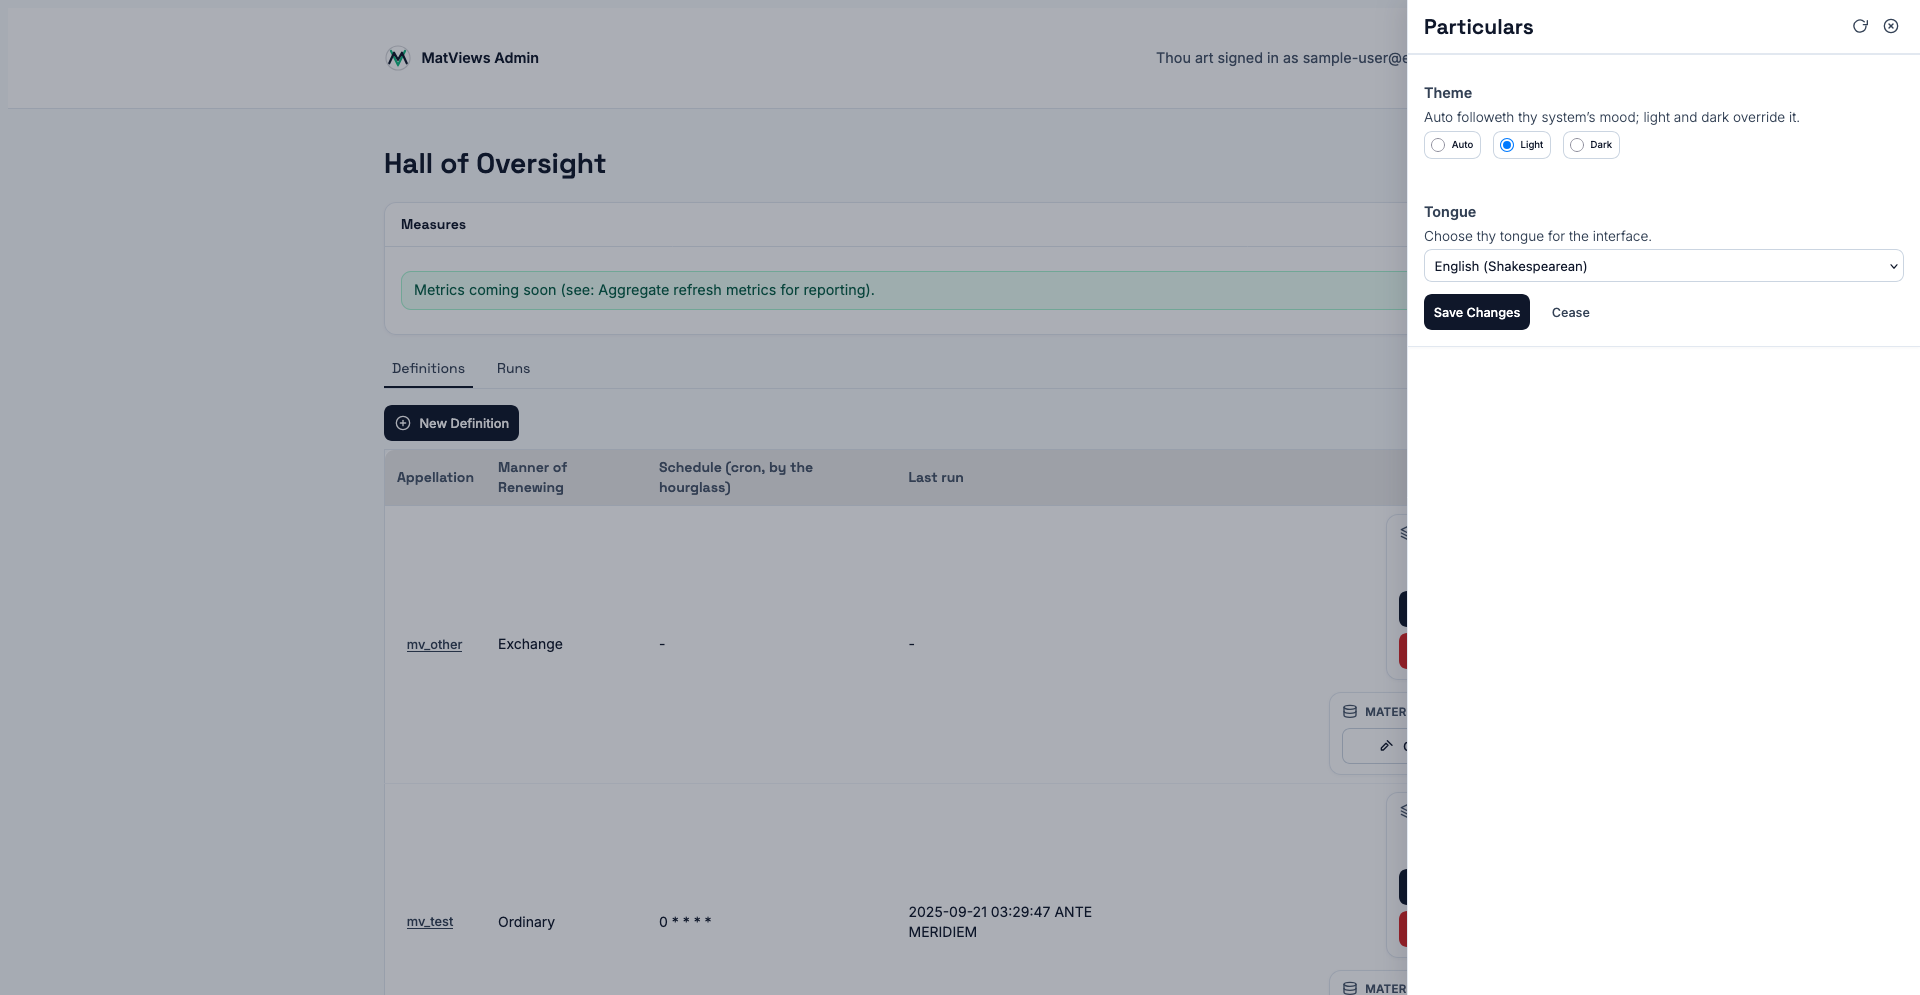 MatViews Admin
Thou art signed in as sample-user@e
Hall of Oversight
Measures
Metrics coming soon (see: Aggregate refresh metrics for reporting).
Definitions
Runs
New Definition
Appellation
Manner of
Renewing
Schedule (cron, by the
hourglass)
Last run
mv_other
Exchange
-
-
MATER
mv_test
Ordinary
0 * * * *
2025-09-21 03:29:47 ANTE
MERIDIEM
MATER
Particulars
Theme
Auto followeth thy system’s mood; light and dark override it.
Auto
Light
Dark
Tongue
Choose thy tongue for the interface.
English (Shakespearean)
Save Changes
Cease